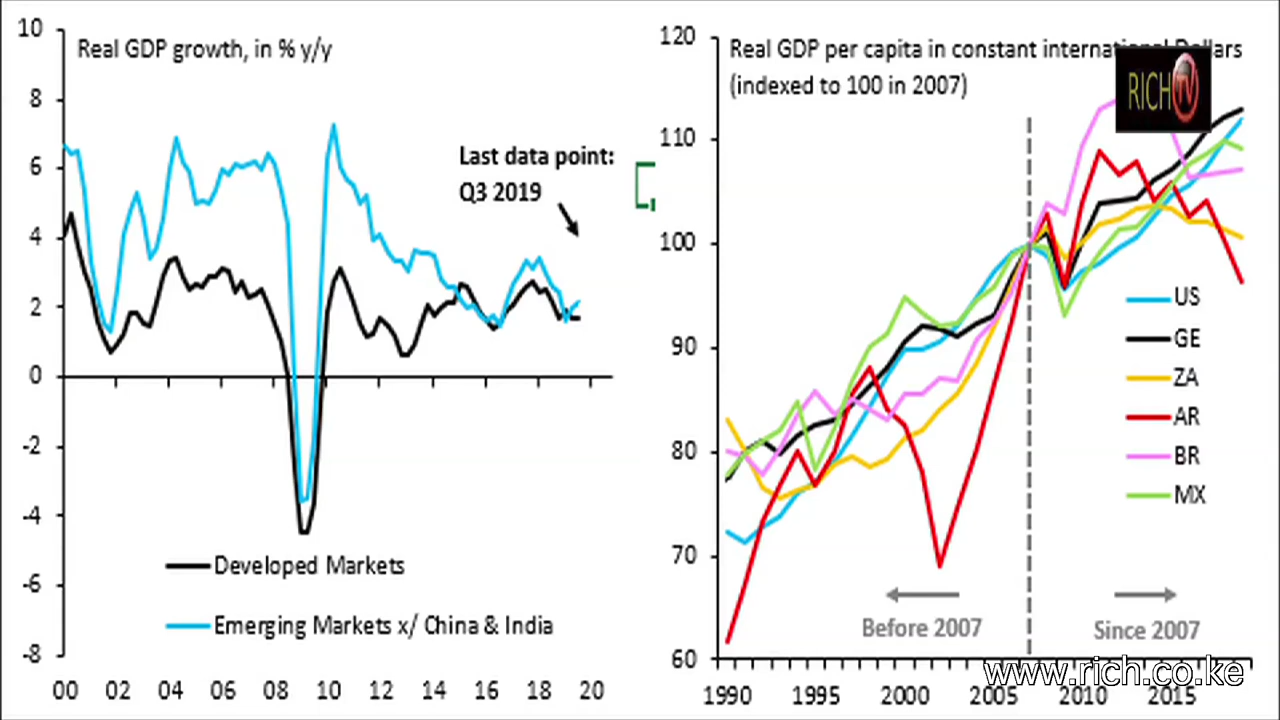 Real GDP growth, in % y/y
10
8
6
4
2
0
-2
-4
-6
-8
Last data point:
Q3 2019
Developed Markets
Emerging Markets x/ China & India
00 02 04 06 08 10 12 14 16 18 20
Real GDP per capita in constant international Dollars
(indexed to 100 in 2007)
RICH TV
120
110
100
90
80
70
60
US
GE
ZA
AR
BR
MX
Before 2007
Since 2007
1990 1995 2000 2005 2010 2015
www.rich.co.ke